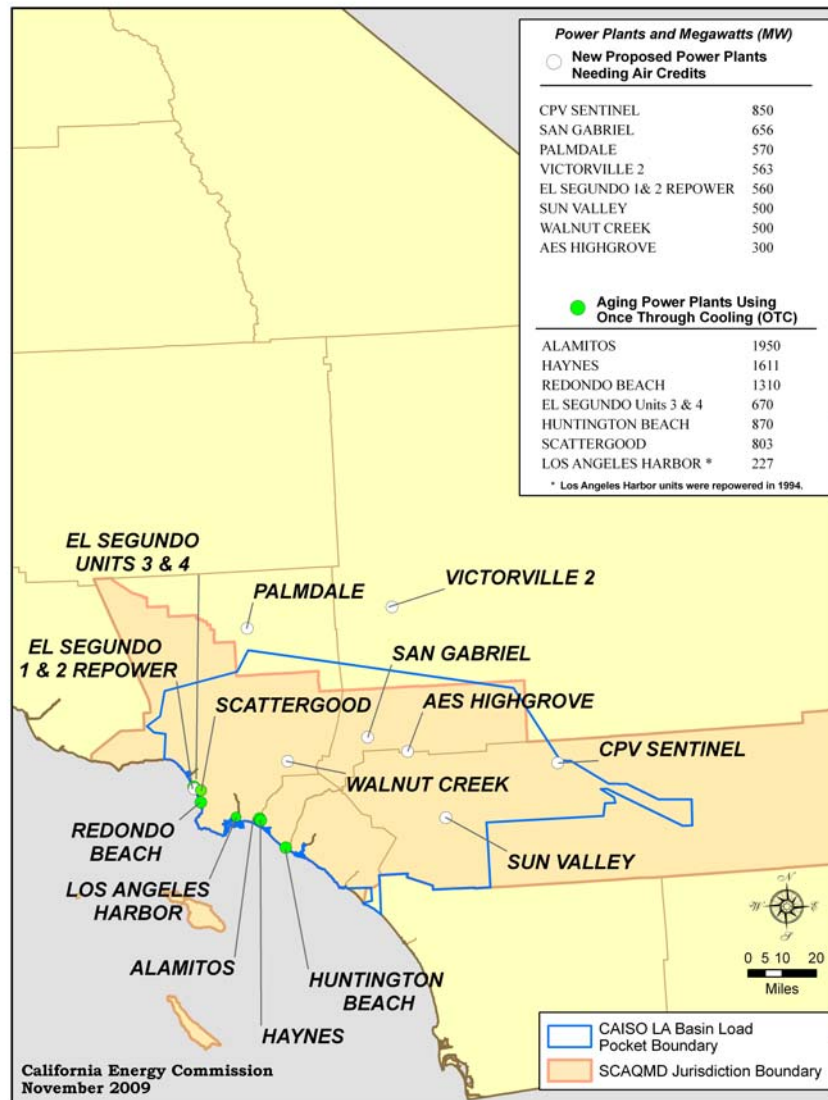 Power Plants and Megawatts (MW)
New Proposed Power Plants
Needing Air Credits
CPV SENTINEL 850
SAN GABRIEL 656
PALMDALE 570
VICTORVILLE 2 563
EL SEGUNDO 1& 2 REPOWER 560
SUN VALLEY 500
WALNUT CREEK 500
AES HIGHGROVE 300
Aging Power Plants Using
Once Through Cooling (OTC)
ALAMITOS 1950
HAYNES 1611
REDONDO BEACH 1310
EL SEGUNDO Units 3 & 4 670
HUNTINGTON BEACH 870
SCATTERGOOD 803
LOS ANGELES HARBOR * 227
* Los Angeles Harbor units were repowered in 1994.
EL SEGUNDO
UNITS 3 & 4
PALMDALE
VICTORVILLE 2
EL SEGUNDO
1 & 2 REPOWER
SAN GABRIEL
SCATTERGOOD
AES HIGHGROVE
CPV SENTINEL
WALNUT CREEK
REDONDO
BEACH
SUN VALLEY
LOS ANGELES
HARBOR
ALAMITOS
HUNTINGTON
BEACH
HAYNES
N
W E
S
0 5 10 20
Miles
CAISO LA Basin Load
Pocket Boundary
SCAQMD Jurisdiction Boundary
California Energy Commission
November 2009